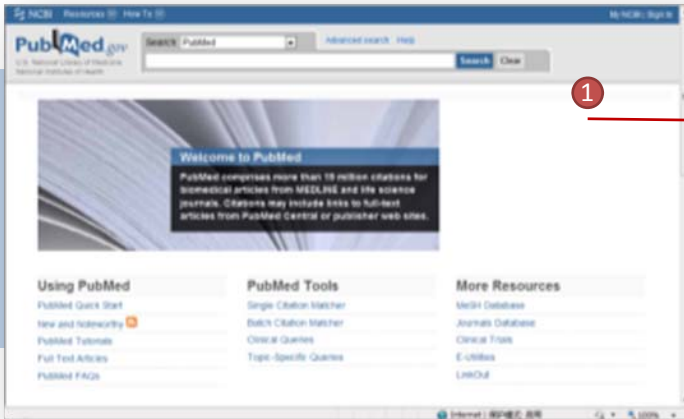 NCBI Resources How To My NCBI Sign In
PubMed.gov
U.S. National Library of Medicine
National Institutes of Health
Search PubMed
Advanced search Help
Search Clear
1
Welcome to PubMed
PubMed comprises more than 19 million citations for
biomedical articles from MEDLINE and life science
journals. Citations may include links to full-text
articles from PubMed Central or publisher web sites.
Using PubMed
PubMed Quick Start
New and Noteworthy
PubMed Tutorials
Full Text Articles
PubMed FAQs
PubMed Tools
Single Citation Matcher
Batch Citation Matcher
Clinical Queries
Topic-Specific Queries
More Resources
MeSH Database
Journals Database
Clinical Trials
E-Utilities
LinkOut
Internet
100%